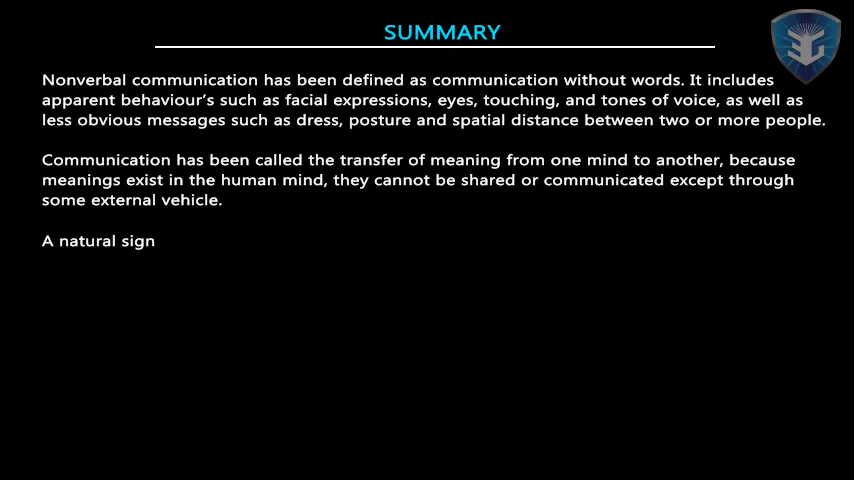 SUMMARY
Nonverbal communication has been defined as communication without words. It includes
apparent behaviour's such as facial expressions, eyes, touching, and tones of voice, as well as
less obvious messages such as dress, posture and spatial distance between two or more people.
Communication has been called the transfer of meaning from one mind to another, because
meanings exist in the human mind, they cannot be shared or communicated except through
some external vehicle.
A natural sign